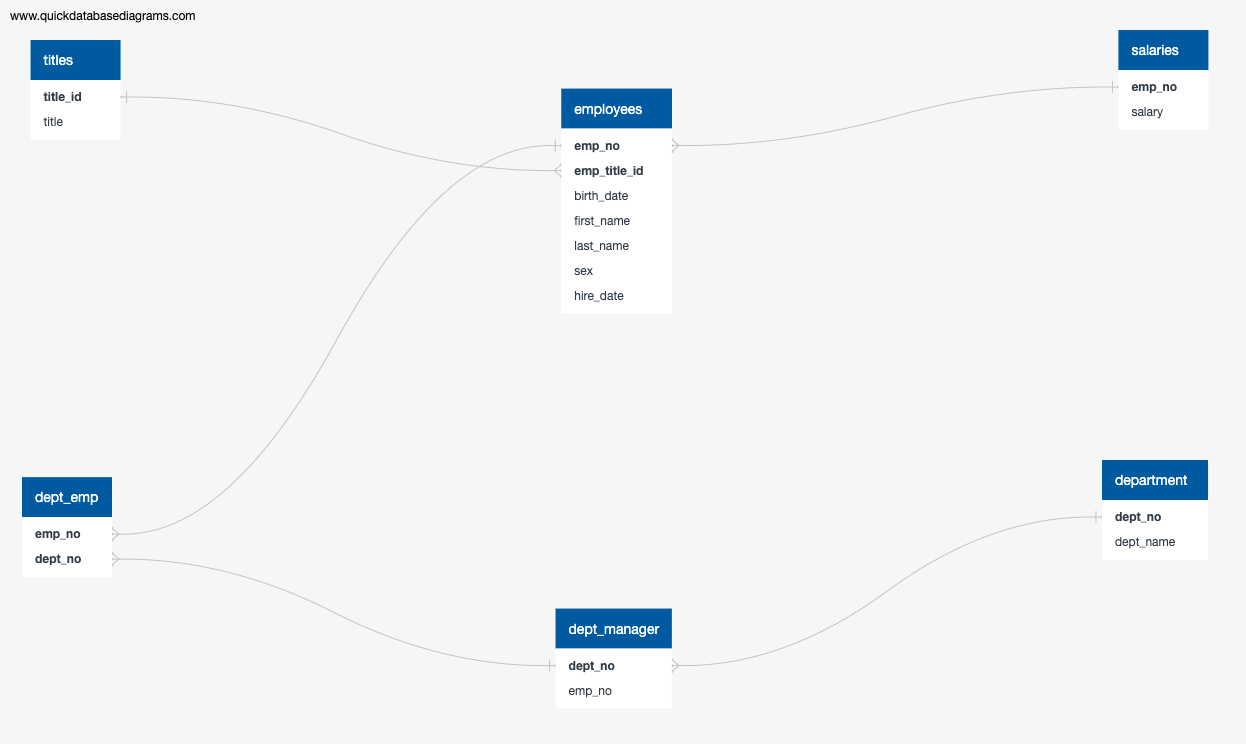 www.quickdatabasediagrams.com
titles
title_id
title
employees
emp_no
emp_title_id
birth_date
first_name
last_name
sex
hire_date
salaries
emp_no
salary
dept_emp
emp_no
dept_no
dept_manager
dept_no
emp_no
department
dept_no
dept_name